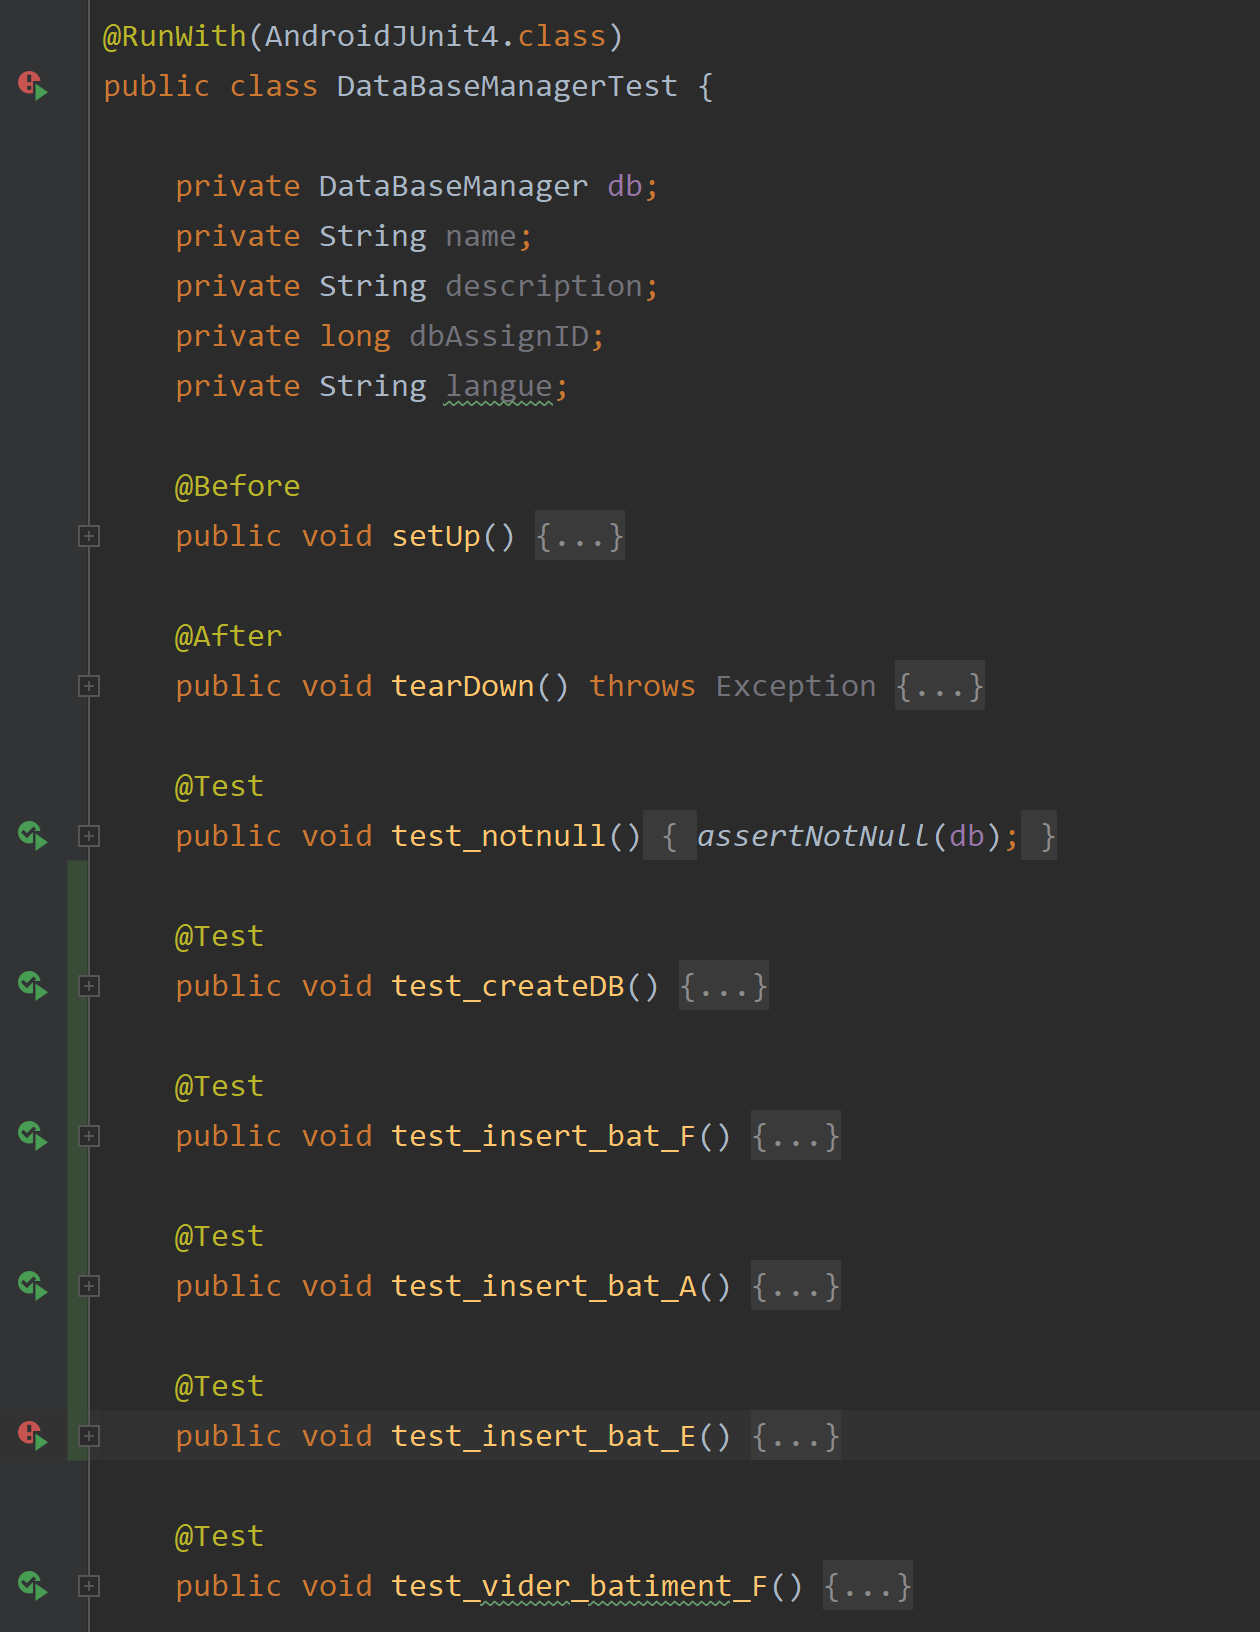 @RunWith(AndroidJUnit4.class)
public class DataBaseManagerTest {
private DataBaseManager db;
private String name;
private String description;
private long dbAssignID;
private String langue;
@Before
public void setUp() {...}
@After
public void tearDown() throws Exception {...}
@Test
public void test_notnull() { assertNotNull(db); }
@Test
public void test_createDB() {...}
@Test
public void test_insert_bat_F() {...}
@Test
public void test_insert_bat_A() {...}
@Test
public void test_insert_bat_E() {...}
@Test
public void test_vider_batiment_F() {...}